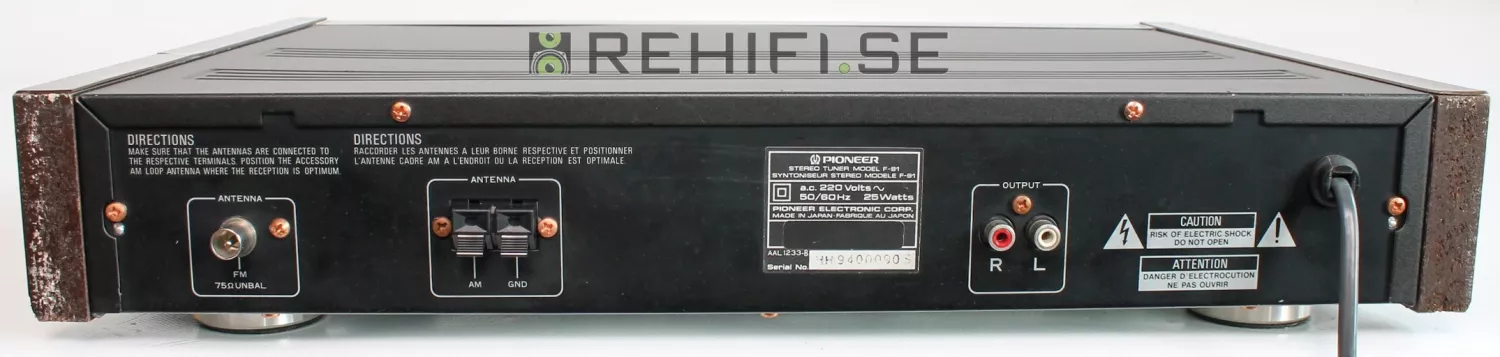 REHIFI.SE
DIRECTIONS
MAKE SURE THAT THE ANTENNAS ARE CONNECTED TO
THE RESPECTIVE TERMINALS. POSITION THE ACCESSORY
AM LOOP ANTENNA WHERE THE RECEPTION IS OPTIMUM.
DIRECTIONS
RACCORDER LES ANTENNES A LEUR BORNE RESPECTIVE ET POSITIONNER
L'ANTENNE CADRE AM A L'ENDROIT OU LA RECEPTION EST OPTIMALE.
ANTENNA
FM
75Ω UNBAL
ANTENNA
AM GND
PIONEER
STEREO TUNER MODEL F-91
SYNTONISEUR STEREO MODELE F-91
a.c. 220 Volts ~
50/60Hz 25Watts
PIONEER ELECTRONIC CORP.
MADE IN JAPAN-FABRIQUE AU JAPON
AAL1233-B
Serial No.
OUTPUT
R L
CAUTION
RISK OF ELECTRIC SHOCK
DO NOT OPEN
ATTENTION
DANGER D'ELECTROCUTION
NE PAS OUVRIR